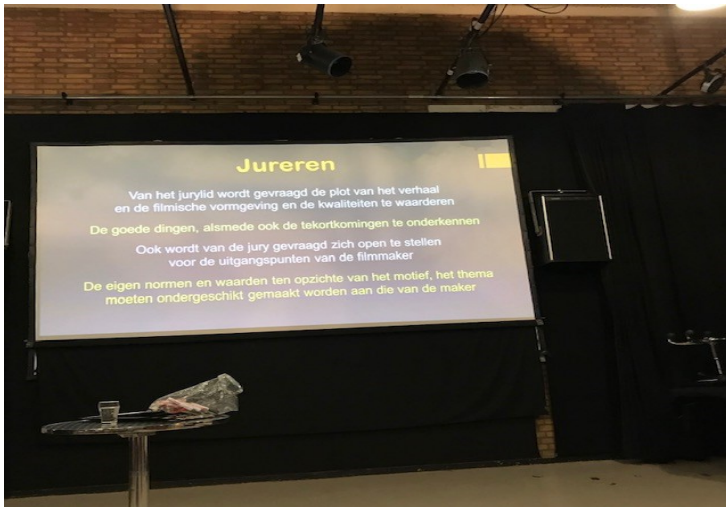 Jureren
Van het jurylid wordt gevraagd de plot van het verhaal
en de filmische vormgeving en de kwaliteiten te waarderen
De goede dingen, alsmede ook de tekortkomingen te onderkennen
Ook wordt van de jury gevraagd zich open te stellen
voor de uitgangspunten van de filmmaker
De eigen normen en waarden ten opzichte van het motief, het thema
moeten ondergeschikt gemaakt worden aan die van de maker